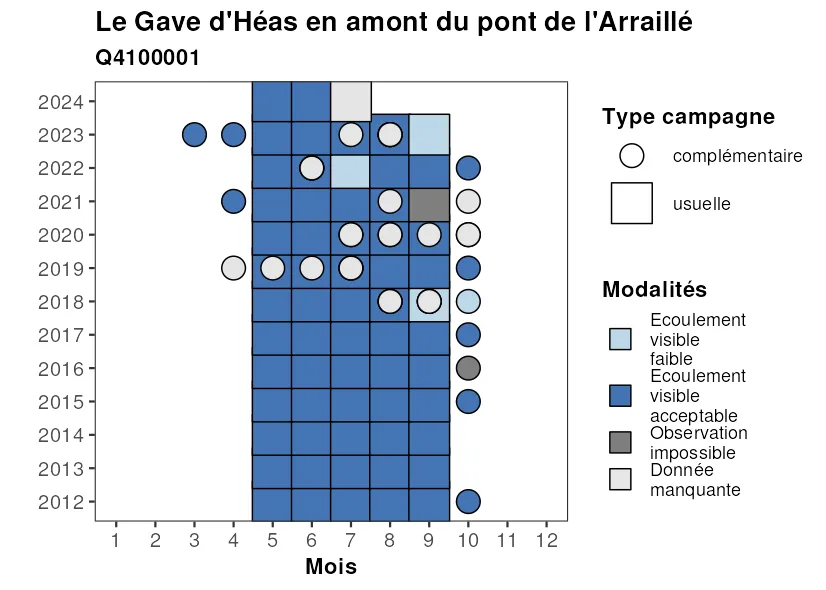 Le Gave d'Héas en amont du pont de l'Arraillé
Q4100001
2024
2023
2022
2021
2020
2019
2018
2017
2016
2015
2014
2013
2012
1 2 3 4 5 6 7 8 9 10 11 12
Mois
Type campagne
complémentaire
usuelle
Modalités
Ecoulement
visible
faible
Ecoulement
visible
acceptable
Observation
impossible
Donnée
manquante